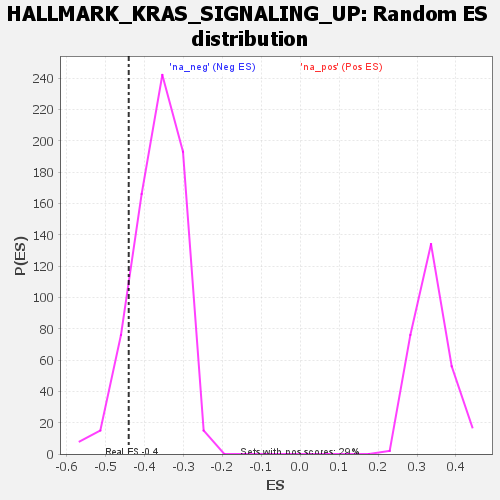 HALLMARK_KRAS_SIGNALING_UP: Random ES
distribution
'na_neg' (Neg ES) 'na_pos' (Pos ES)
240
220
200
180
160
140
120
100
80
60
40
20
0
P(ES)
Real ES -0.4 Sets with pos scores: 29%
-0.6 -0.5 -0.4 -0.3 -0.2 -0.1 0.0 0.1 0.2 0.3 0.4
ES